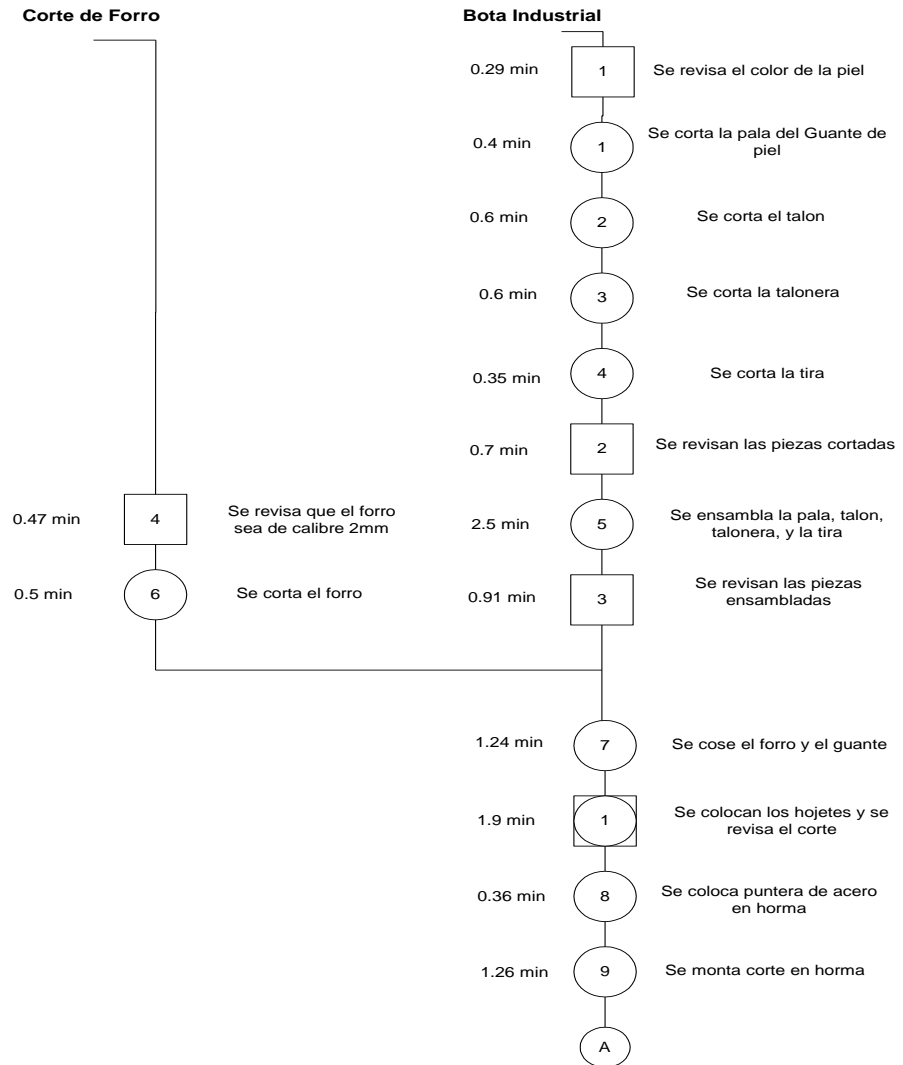 Corte de Forro
Bota Industrial
0.29 min
1
Se revisa el color de la piel
0.4 min
1
Se corta la pala del Guante de
piel
0.6 min
2
Se corta el talon
0.6 min
3
Se corta la talonera
0.35 min
4
Se corta la tira
0.7 min
2
Se revisan las piezas cortadas
0.47 min
4
Se revisa que el forro
sea de calibre 2mm
2.5 min
5
Se ensambla la pala, talon,
talonera, y la tira
0.5 min
6
Se corta el forro
0.91 min
3
Se revisan las piezas
ensambladas
1.24 min
7
Se cose el forro y el guante
1.9 min
1
Se colocan los hojetes y se
revisa el corte
0.36 min
8
Se coloca puntera de acero
en horma
1.26 min
9
Se monta corte en horma
A